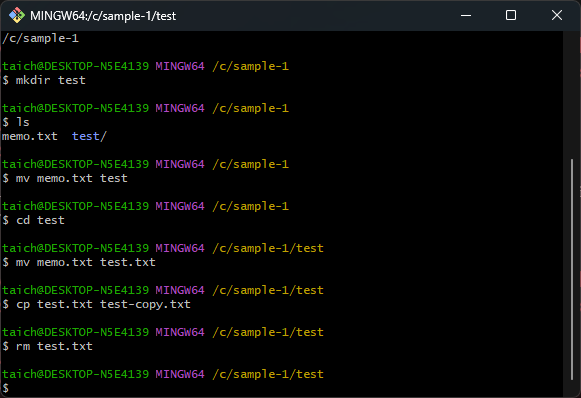 MINGW64:/c/sample-1/test
/c/sample-1
taich@DESKTOP-N5E4139 MINGW64 /c/sample-1
$ mkdir test
taich@DESKTOP-N5E4139 MINGW64 /c/sample-1
$ ls
memo.txt  test/
taich@DESKTOP-N5E4139 MINGW64 /c/sample-1
$ mv memo.txt test
taich@DESKTOP-N5E4139 MINGW64 /c/sample-1
$ cd test
taich@DESKTOP-N5E4139 MINGW64 /c/sample-1/test
$ mv memo.txt test.txt
taich@DESKTOP-N5E4139 MINGW64 /c/sample-1/test
$ cp test.txt test-copy.txt
taich@DESKTOP-N5E4139 MINGW64 /c/sample-1/test
$ rm test.txt
taich@DESKTOP-N5E4139 MINGW64 /c/sample-1/test
$